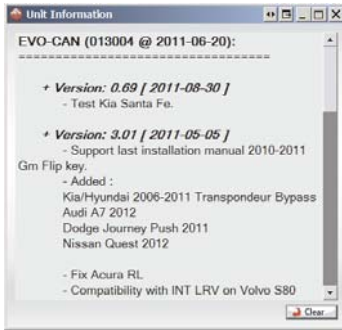 Unit Information
EVO-CAN (013004 @ 2011-06-20):
===================================
+ Version: 0.69 [ 2011-08-30 ]
- Test Kia Santa Fe.
+ Version: 3.01 [ 2011-05-05 ]
- Support last installation manual 2010-2011
Gm Flip key.
- Added :
Kia/Hyundai 2006-2011 Transpondeur Bypass
Audi A7 2012
Dodge Journey Push 2011
Nissan Quest 2012
- Fix Acura RL
- Compatibility with INT LRV on Volvo S80
Clear